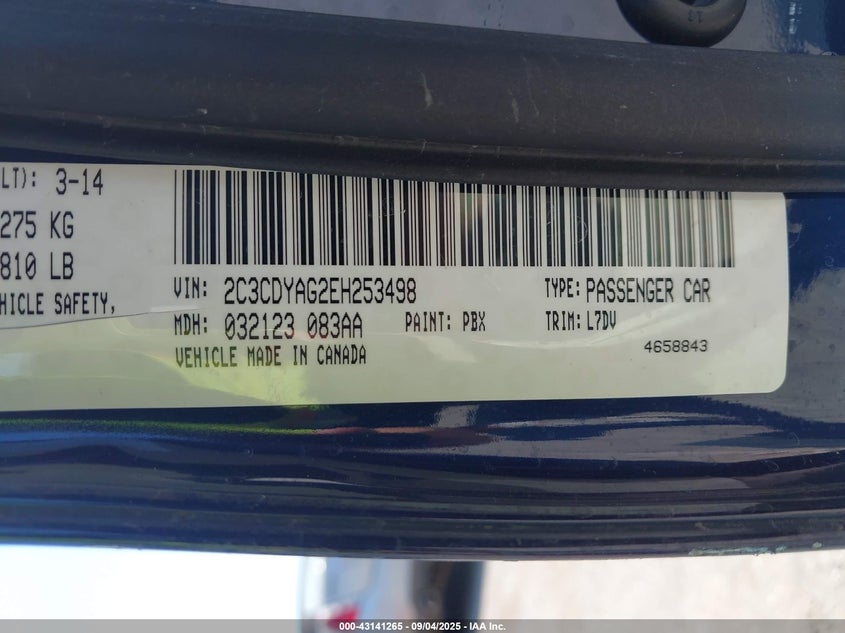 13
LT): 3-14
275 KG
810 LB
HICLE SAFETY,
VIN: 2C3CDYAG2EH253498 TYPE: PASSENGER CAR
MDH: 032123 083AA PAINT: PBX TRIM: L7DV
VEHICLE MADE IN CANADA 4658843
000-43141265 - 09/04/2025 - IAA Inc.